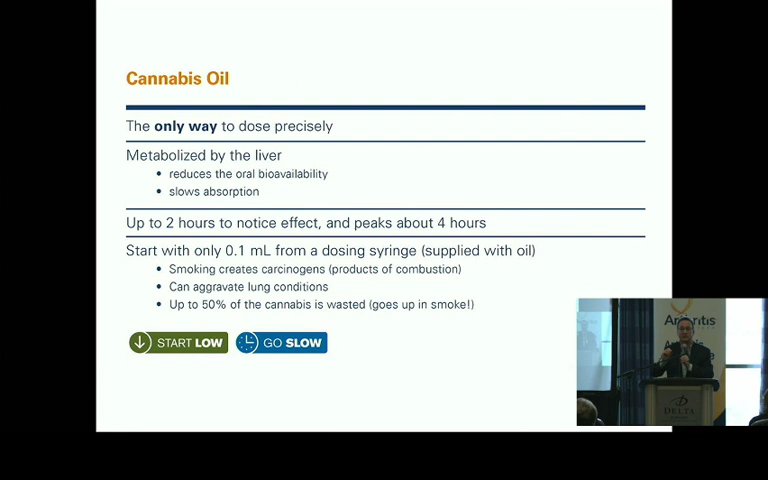 Cannabis Oil
The only way to dose precisely
Metabolized by the liver
• reduces the oral bioavailability
• slows absorption
Up to 2 hours to notice effect, and peaks about 4 hours
Start with only 0.1 mL from a dosing syringe (supplied with oil)
• Smoking creates carcinogens (products of combustion)
• Can aggravate lung conditions
• Up to 50% of the cannabis is wasted (goes up in smoke!)
START LOW GO SLOW
DELTA